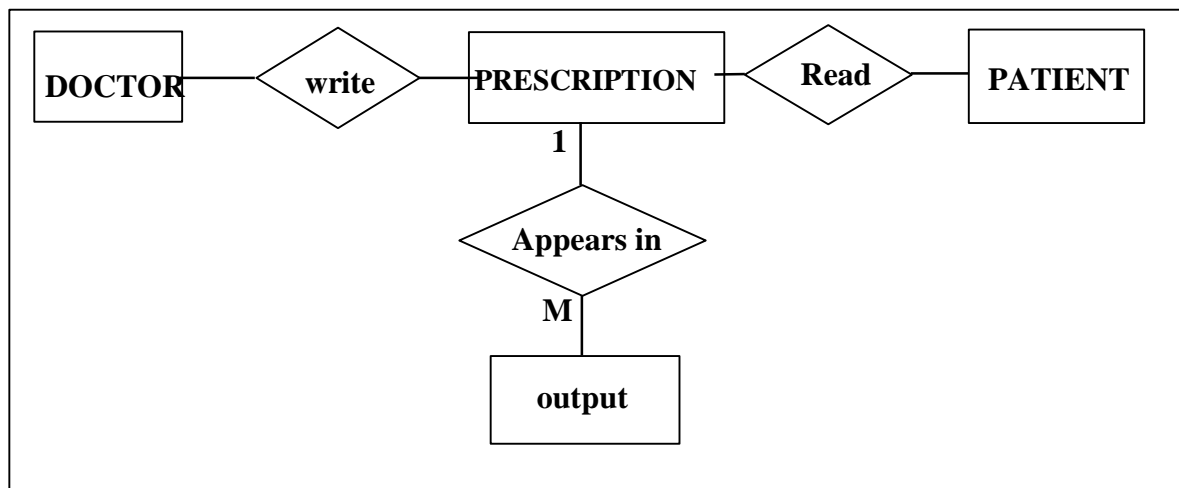 DOCTOR
write
PRESCRIPTION
Read
PATIENT
1
Appears in
M
output